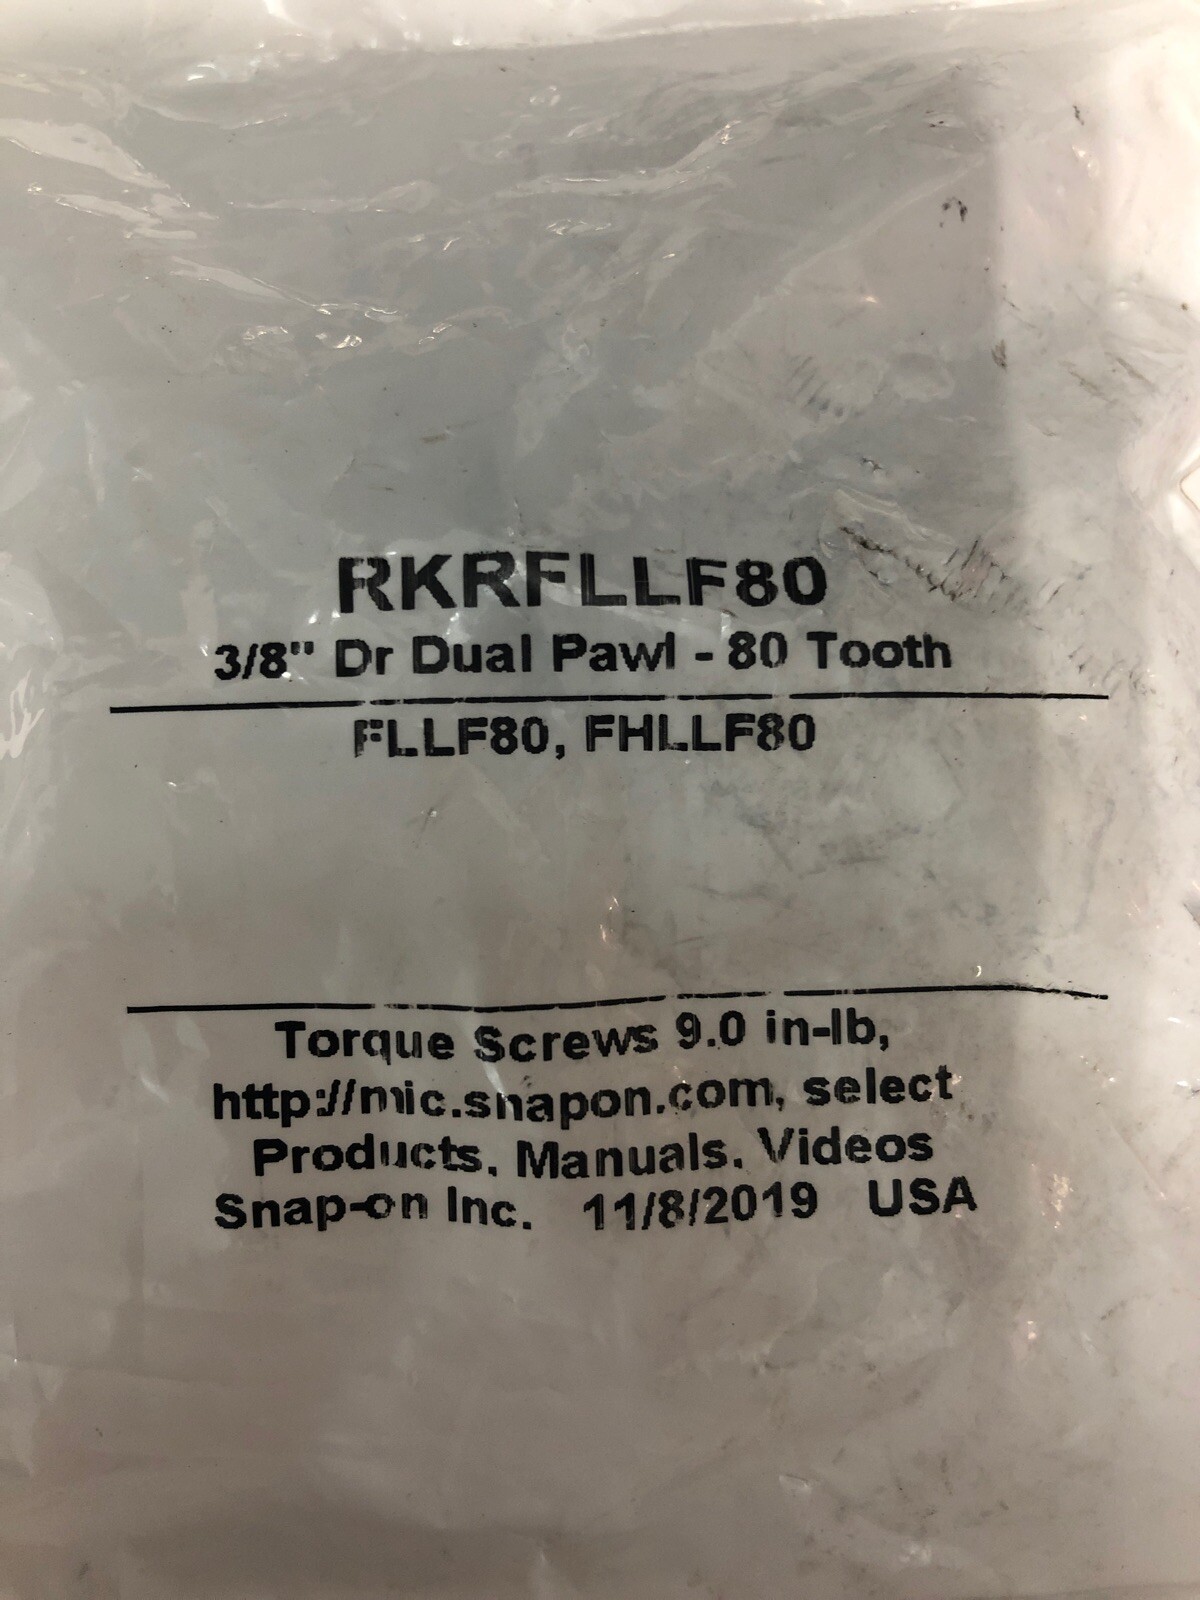 RKRFLLF80
3/8" Dr Dual Pawl - 80 Tooth
FLLF80, FHLLF80
Torque Screws 9.0 in-lb,
http://mic.snapon.com, select
Products, Manuals, Videos
Snap-on Inc. 11/8/2019 USA